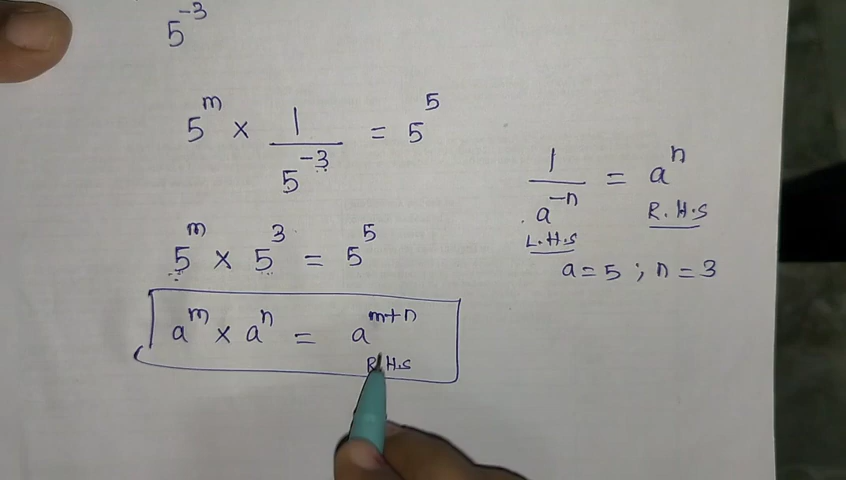 5^-3
5^m × 1/5^-3 = 5^5
1/a^-n = a^n
L.H.S R.H.S
a = 5 ; n = 3
5^m × 5^3 = 5^5
a^m × a^n = a^m+n
R.H.S